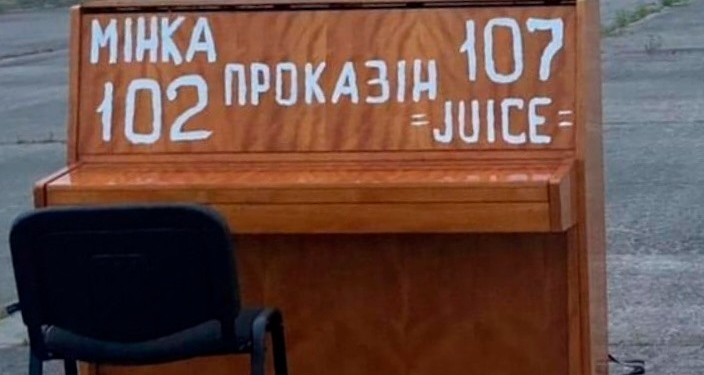 МІНКА
102
ПРОКАЗІН
107
=JUICE=